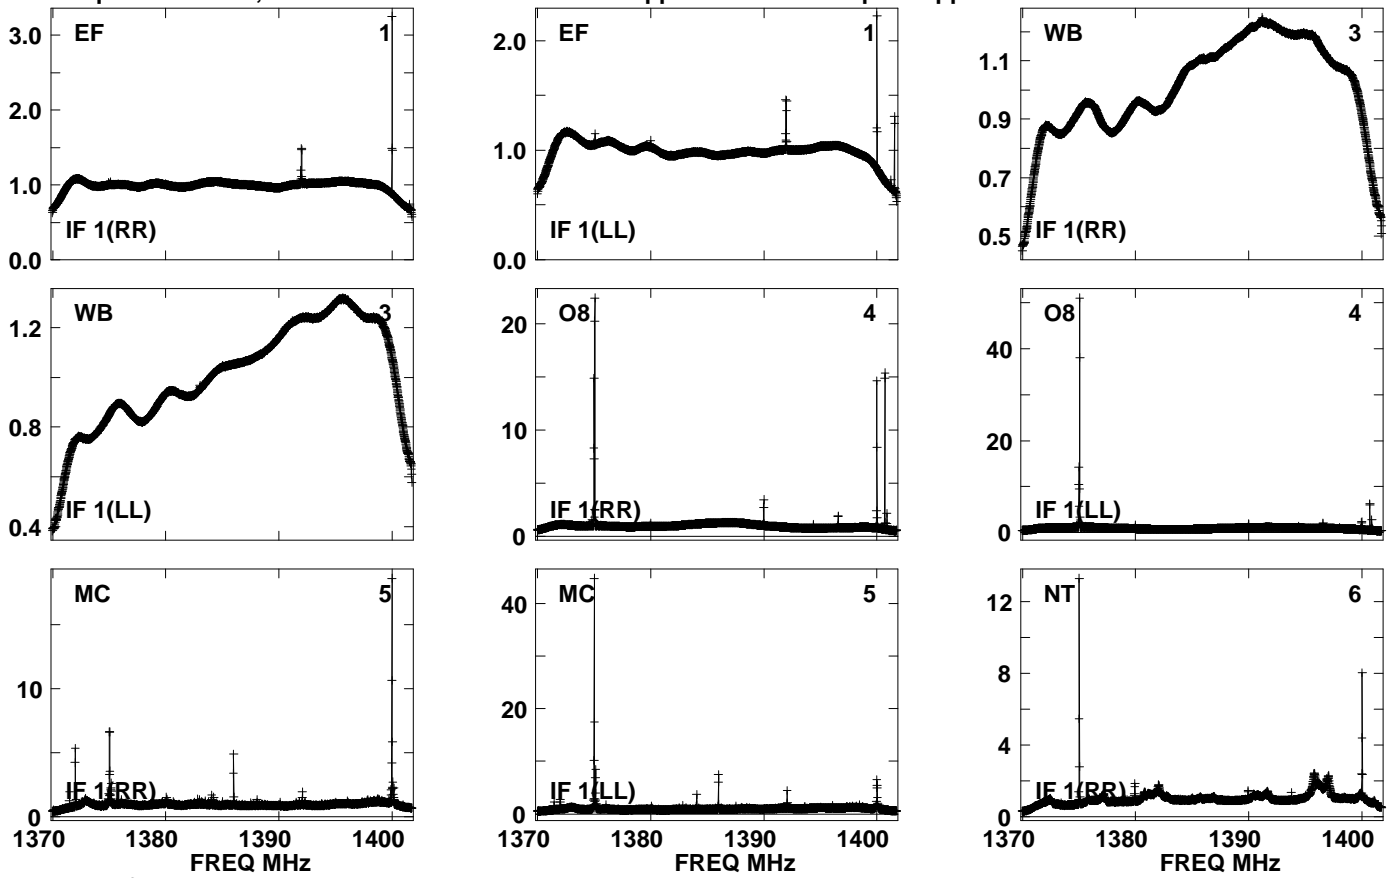 EF 1
3.0
2.0
1.0
0.0
IF 1(RR)
EF 1
2.0
1.0
0.0
IF 1(LL)
WB 3
1.1
0.9
0.7
0.5
IF 1(RR)
WB 3
1.2
0.8
0.4
IF 1(LL)
O8 4
20
10
0
IF 1(RR)
O8 4
40
20
0
IF 1(LL)
MC 5
10
0
IF 1(RR)
1370 1380 1390 1400
FREQ MHz
MC 5
40
20
0
IF 1(LL)
1370 1380 1390 1400
FREQ MHz
NT 6
12
8
4
0
IF 1(RR)
1370 1380 1390 1400
FREQ MHz